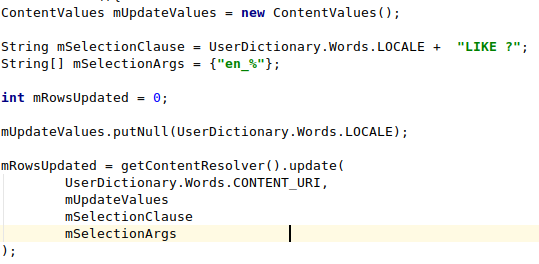 ContentValues mUpdateValues = new ContentValues();
String mSelectionClause = UserDictionary.Words.LOCALE +  "LIKE ?";
String[] mSelectionArgs = {"en_%"};
int mRowsUpdated = 0;
mUpdateValues.putNull(UserDictionary.Words.LOCALE);
mRowsUpdated = getContentResolver().update(
        UserDictionary.Words.CONTENT_URI,
        mUpdateValues
        mSelectionClause
        mSelectionArgs
);